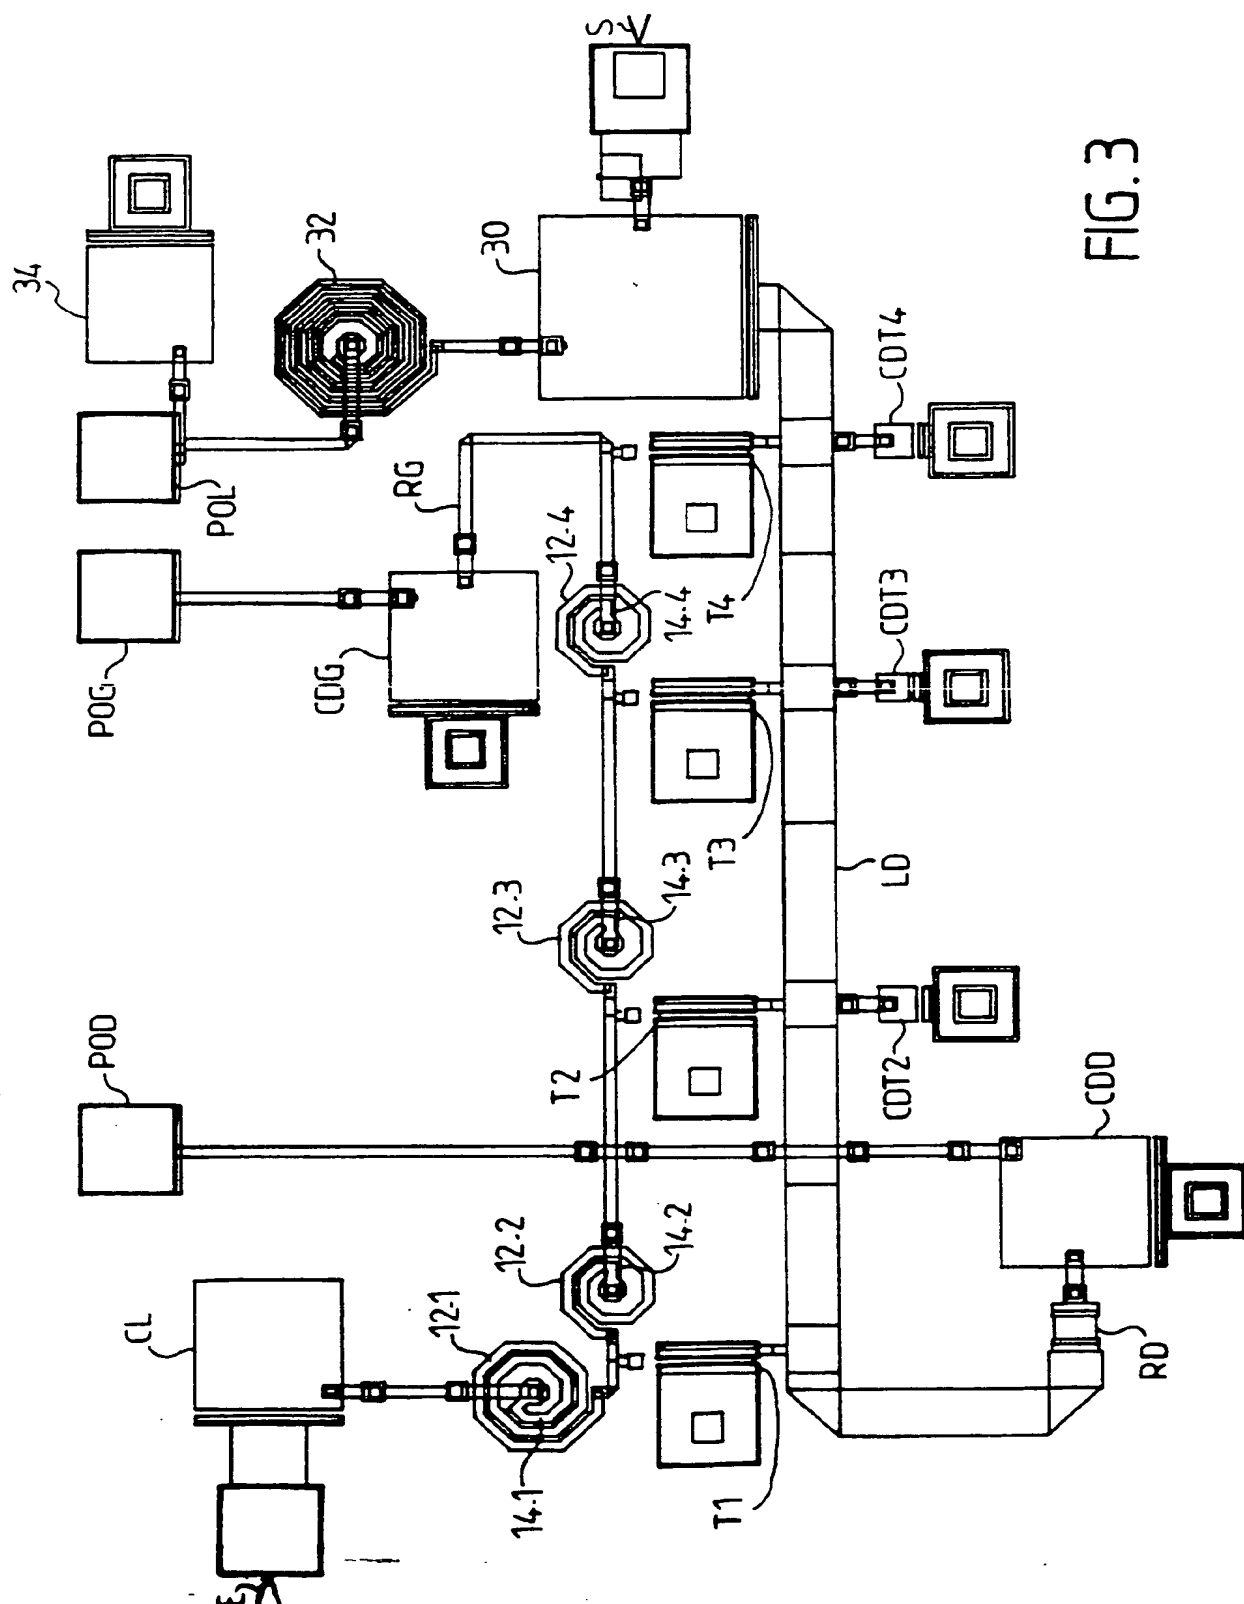 34
32
30
S
POL
POG
RG
CDG
12-4
14-4
T4
CDT4
CDT3
T3
LD
12-3
14-3
POD
T2
CDT2
CDD
CL
12-1
12-2
14-2
14-1
T1
RD
E
FIG.3